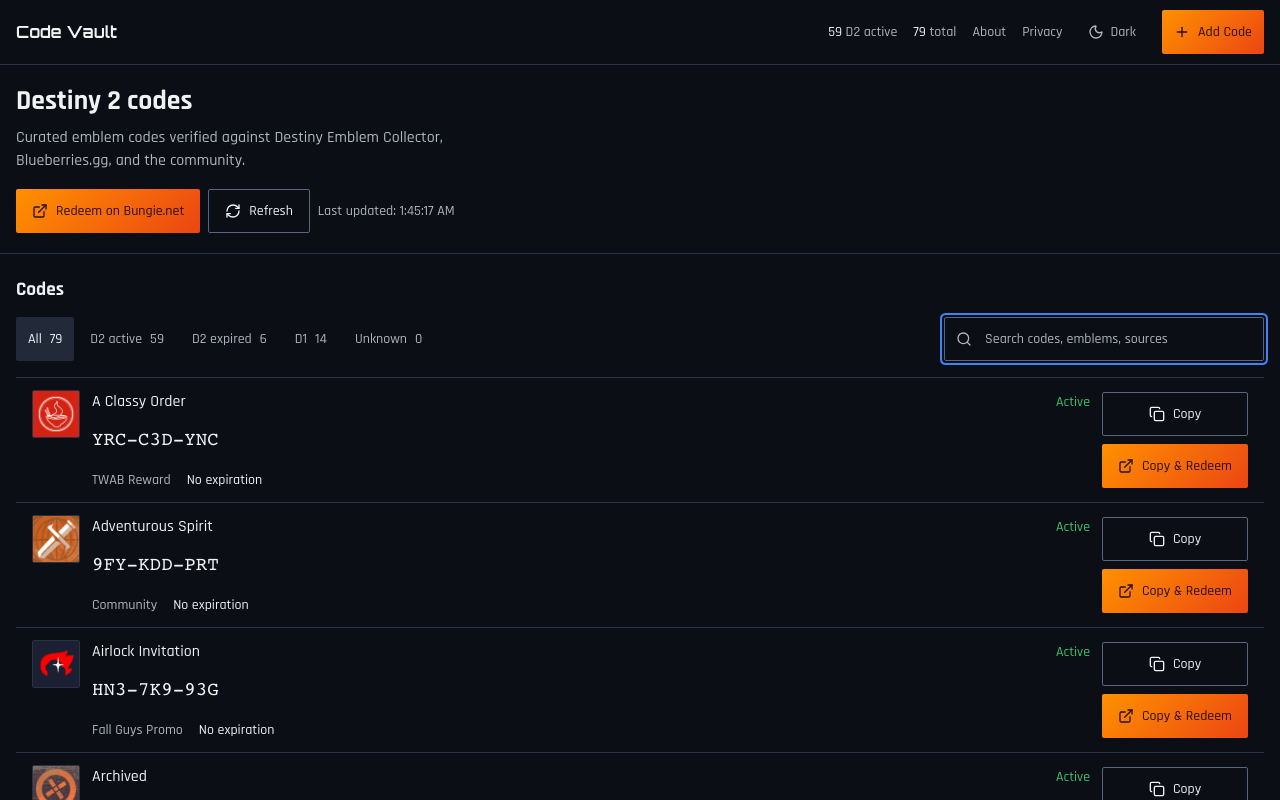 Code Vault
59 D2 active
79 total
About
Privacy
Dark
Add Code
Destiny 2 codes
Curated emblem codes verified against Destiny Emblem Collector,
Blueberries.gg, and the community.
Redeem on Bungie.net
Refresh
Last updated: 1:45:17 AM
Codes
All 79
D2 active 59
D2 expired 6
D1 14
Unknown 0
Search codes, emblems, sources
A Classy Order
Active
Copy
YRC-C3D-YNC
Copy & Redeem
TWAB Reward
No expiration
Adventurous Spirit
Active
Copy
9FY-KDD-PRT
Copy & Redeem
Community
No expiration
Airlock Invitation
Active
Copy
HN3-7K9-93G
Copy & Redeem
Fall Guys Promo
No expiration
Archived
Active
Copy